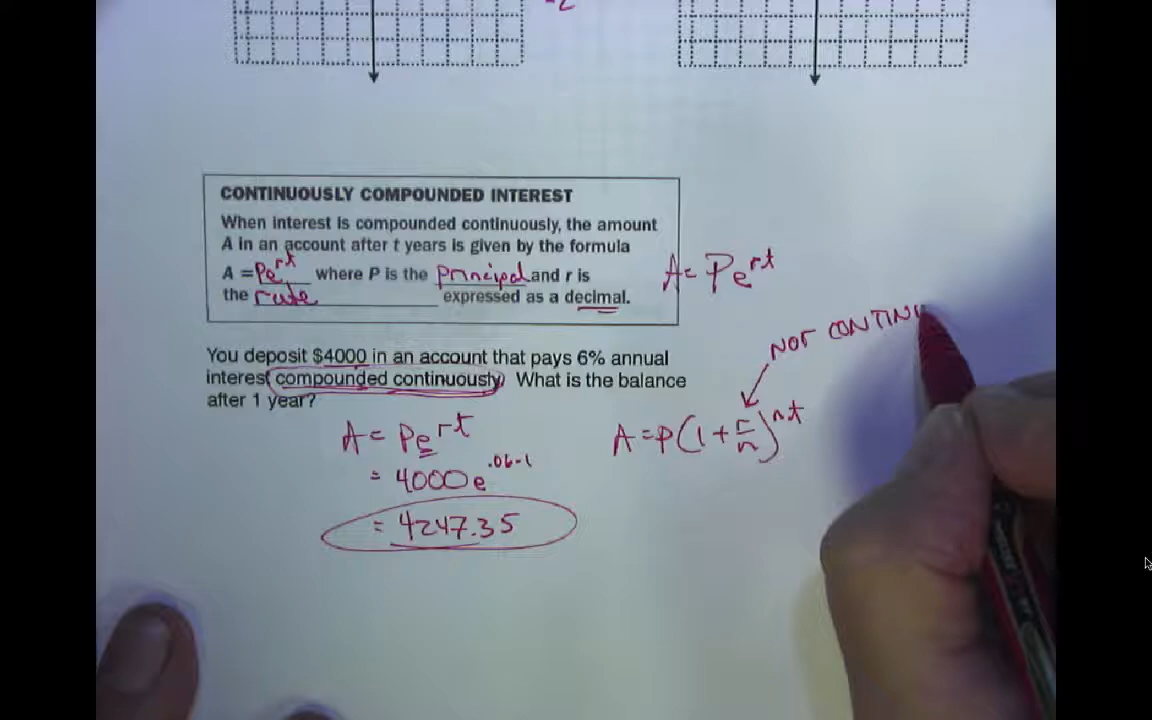 -2
CONTINUOUSLY COMPOUNDED INTEREST
When interest is compounded continuously, the amount
A in an account after t years is given by the formula
A = Pe^rt where P is the principal and r is
the rate expressed as a decimal.
A = Pe^rt
NOT CONTINU
You deposit $4000 in an account that pays 6% annual
interest compounded continuously. What is the balance
after 1 year?
A = Pe^rt
= 4000e^.06·1
= 4247.35
A = P(1 + r/n)^nt